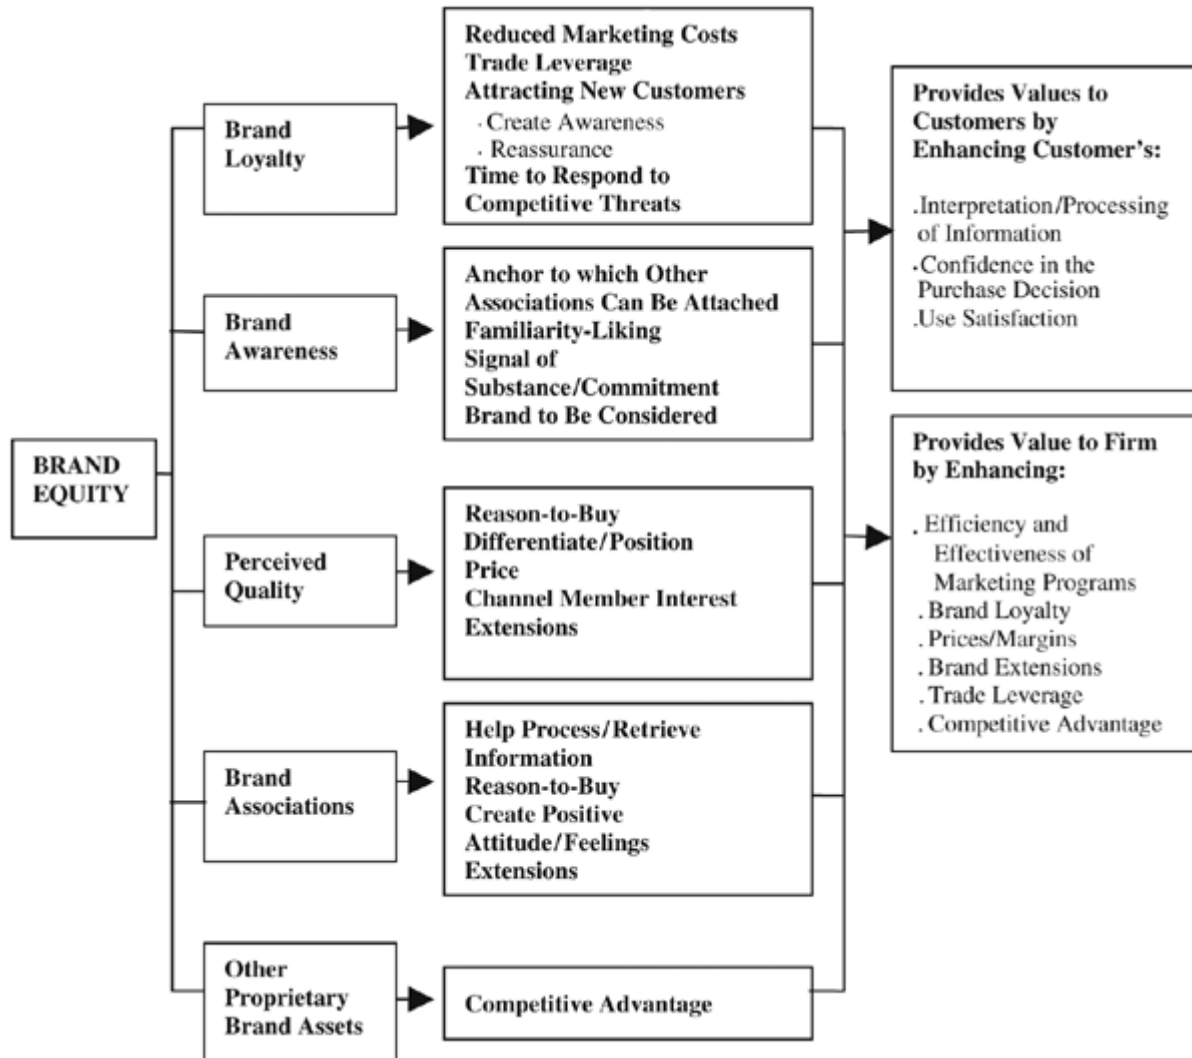 BRAND
EQUITY
Brand
Loyalty
Reduced Marketing Costs
Trade Leverage
Attracting New Customers
· Create Awareness
· Reassurance
Time to Respond to
Competitive Threats
Brand
Awareness
Anchor to which Other
Associations Can Be Attached
Familiarity-Liking
Signal of
Substance/Commitment
Brand to Be Considered
Perceived
Quality
Reason-to-Buy
Differentiate/Position
Price
Channel Member Interest
Extensions
Brand
Associations
Help Process/Retrieve
Information
Reason-to-Buy
Create Positive
Attitude/Feelings
Extensions
Other
Proprietary
Brand Assets
Competitive Advantage
Provides Values to
Customers by
Enhancing Customer's:
.Interpretation/Processing
of Information
.Confidence in the
Purchase Decision
.Use Satisfaction
Provides Value to Firm
by Enhancing:
. Efficiency and
Effectiveness of
Marketing Programs
. Brand Loyalty
. Prices/Margins
. Brand Extensions
. Trade Leverage
. Competitive Advantage